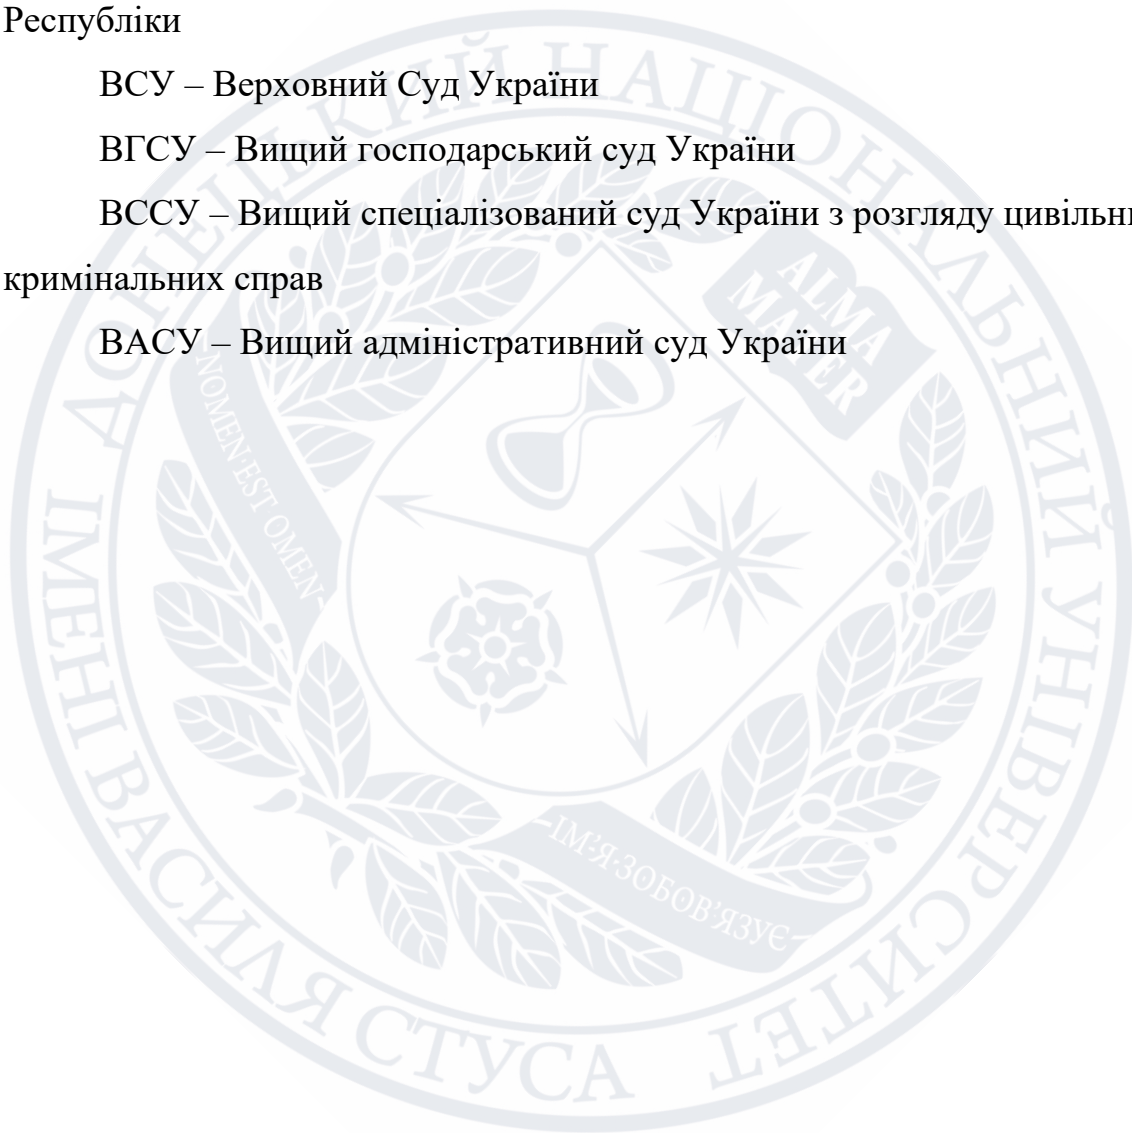 Республіки
ВСУ – Верховний Суд України
ВГСУ – Вищий господарський суд України
ВССУ – Вищий спеціалізований суд України з розгляду
кримінальних справ
ВАСУ – Вищий адміністративний суд України
ДОНЕЦЬКИЙ НАЦІОНАЛЬНИЙ УНІВЕРСИТЕТ
ІМЕНІ ВАСИЛЯ СТУСА
ALMA
MATER
NOMEN·EST OMEN
ІМ'Я·ЗОБОВ'ЯЗУЄ